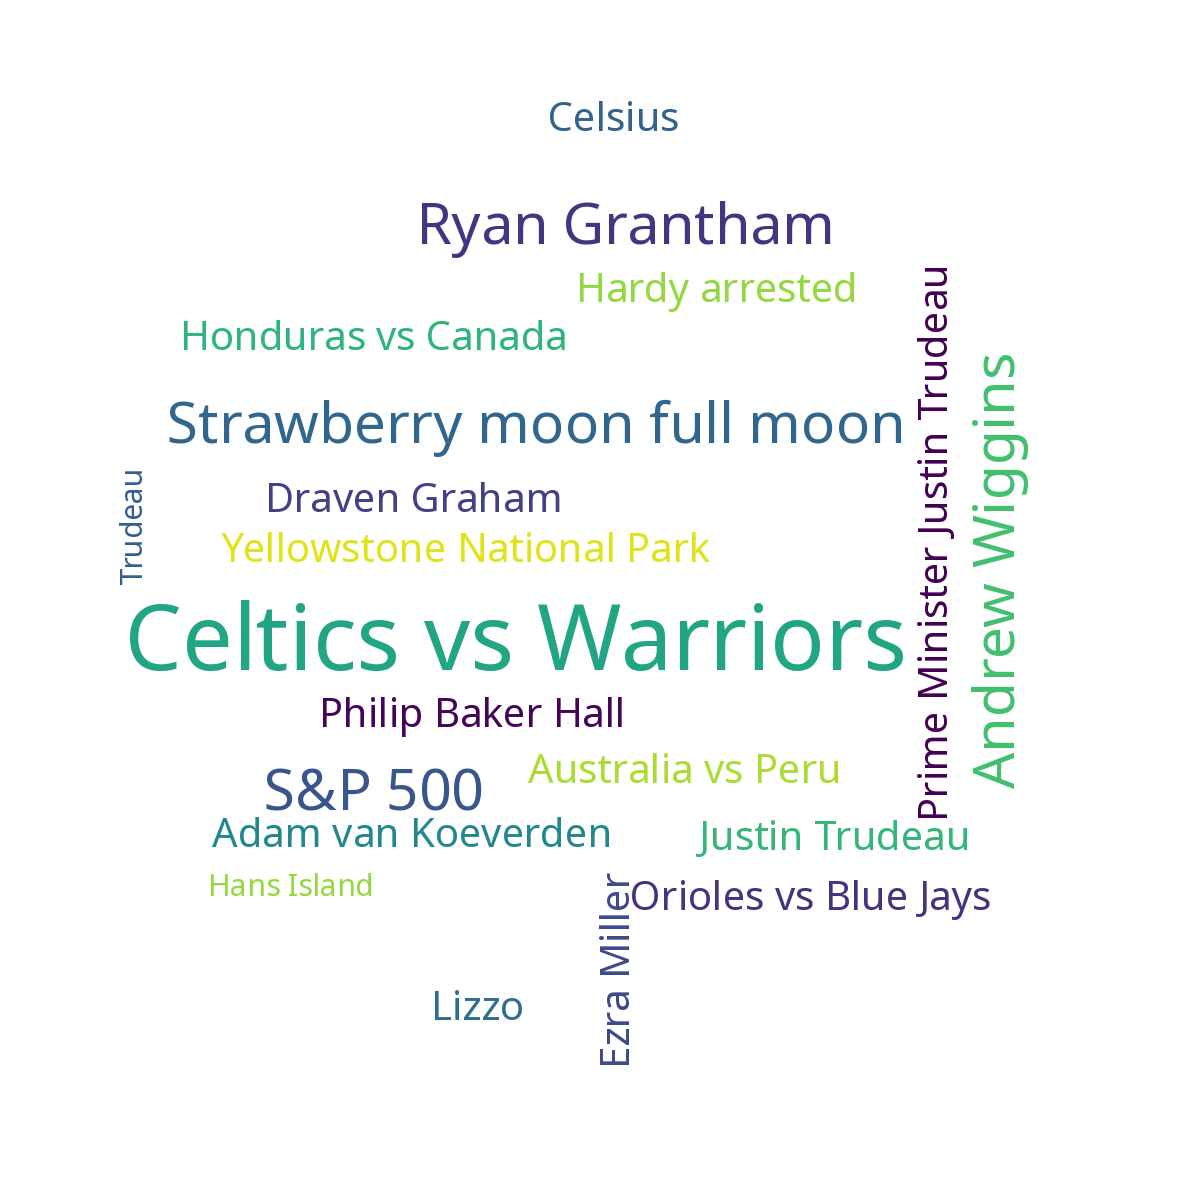 Celsius
Ryan Grantham
Hardy arrested
Honduras vs Canada
Strawberry moon full moon
Prime Minister Justin Trudeau
Andrew Wiggins
Trudeau
Draven Graham
Yellowstone National Park
Celtics vs Warriors
Philip Baker Hall
Australia vs Peru
S&P 500
Adam van Koeverden
Justin Trudeau
Hans Island
Orioles vs Blue Jays
Ezra Miller
Lizzo